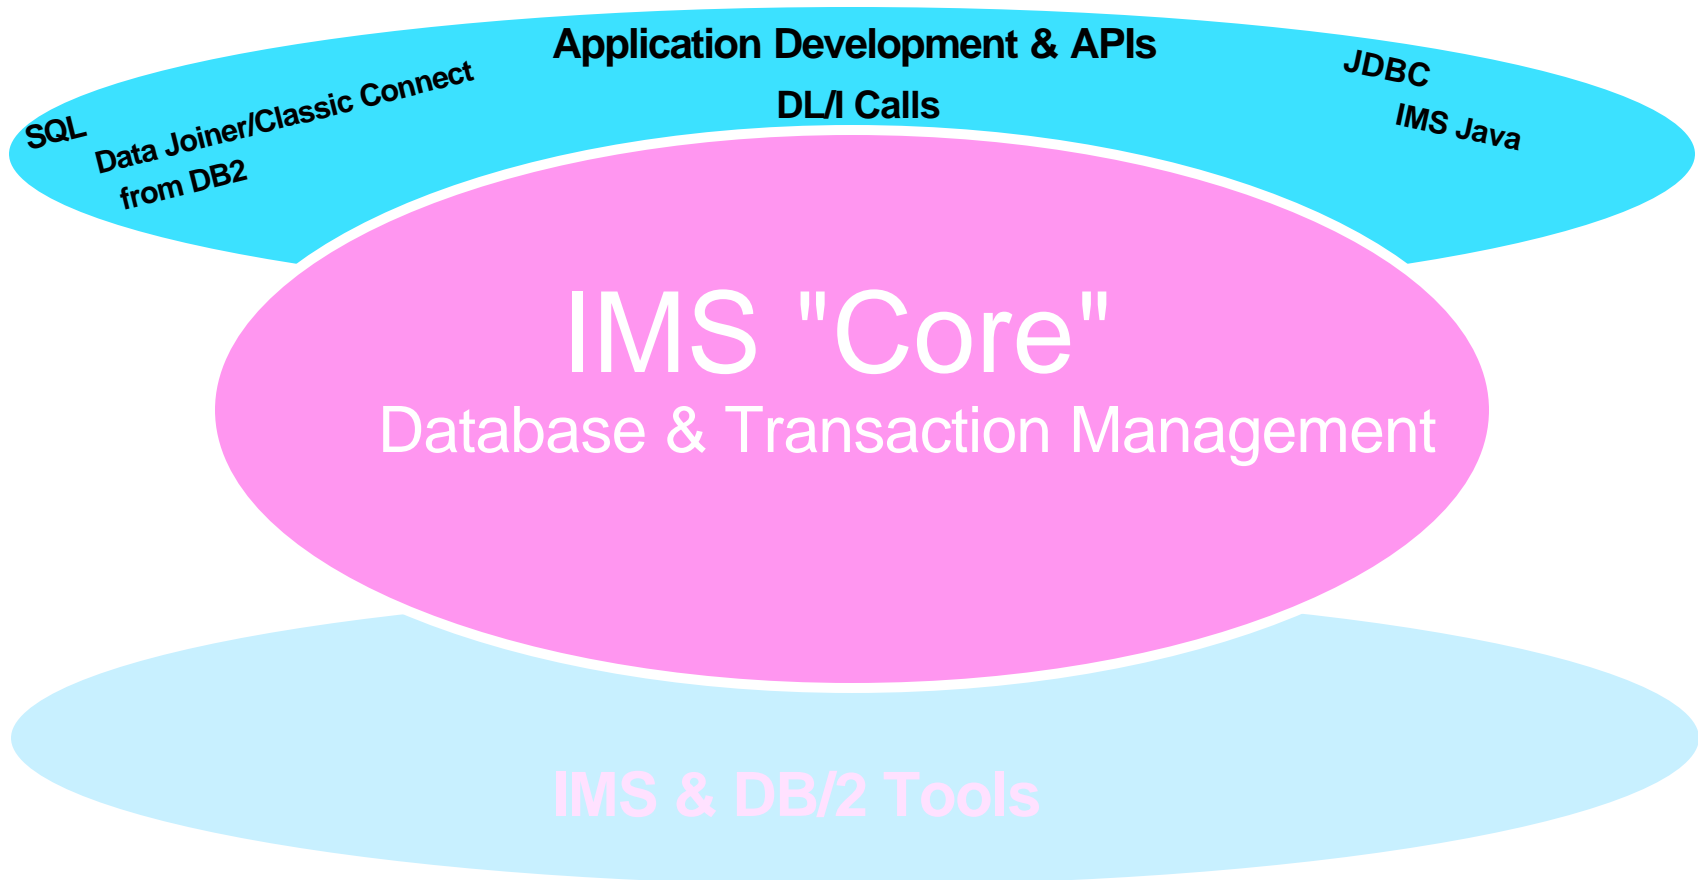 Application Development & APIs
SQL
Data Joiner/Classic Connect
from DB2
DL/I Calls
JDBC
IMS Java
IMS "Core"
Database & Transaction Management
IMS & DB/2 Tools